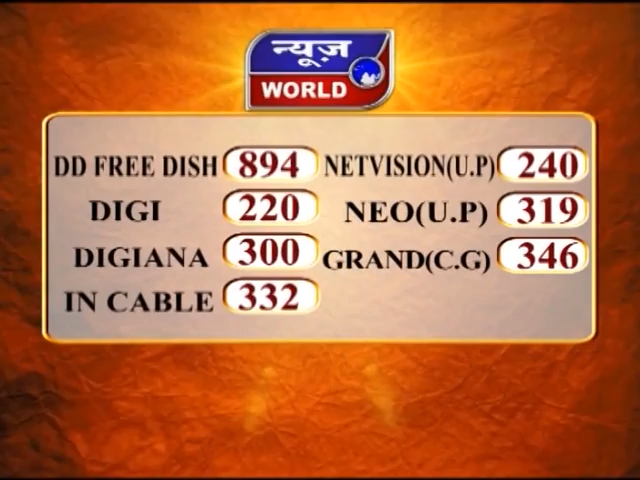 न्यूज़
WORLD
DD FREE DISH 894 NETVISION(U.P) 240
DIGI 220 NEO(U.P) 319
DIGIANA 300 GRAND(C.G) 346
IN CABLE 332